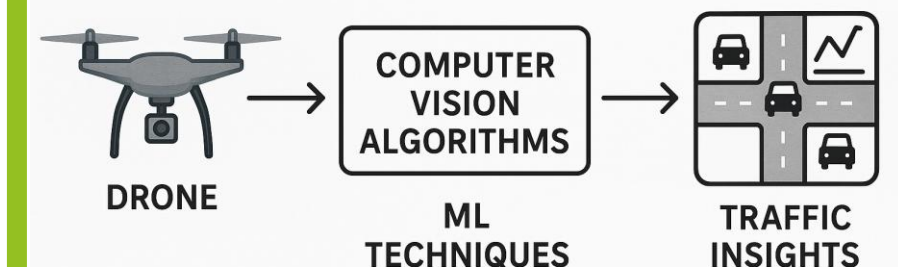 DRONE
COMPUTER
VISION
ALGORITHMS
ML
TECHNIQUES
TRAFFIC
INSIGHTS